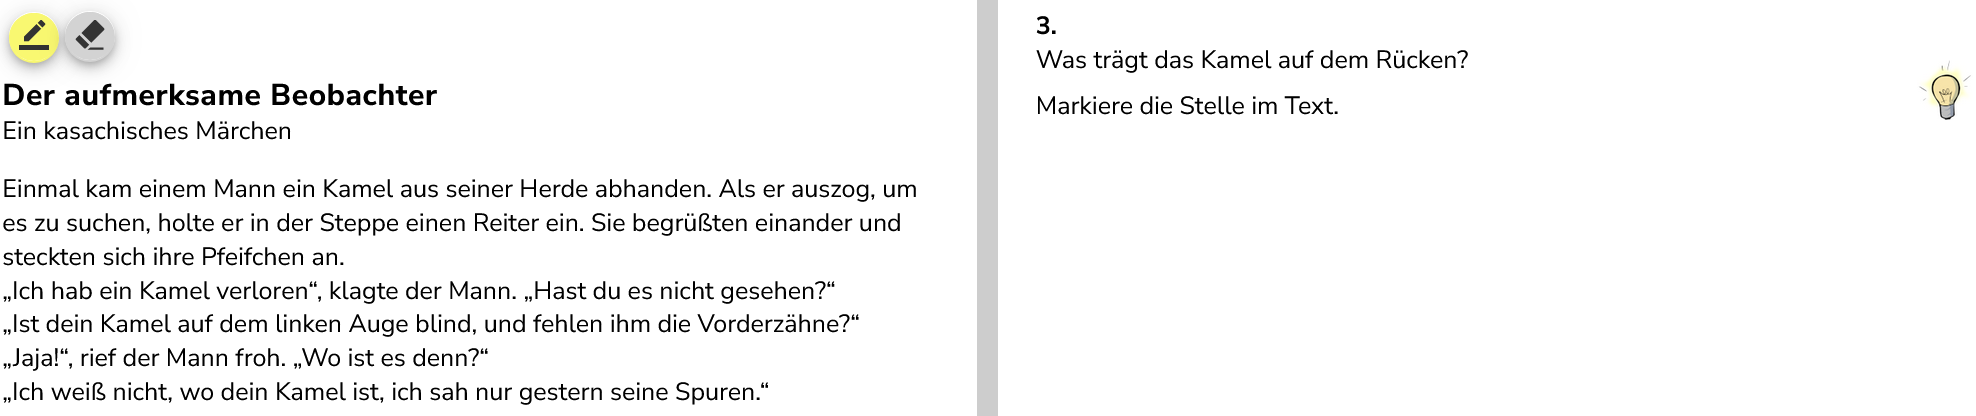 Der aufmerksame Beobachter
Ein kasachisches Märchen
Einmal kam einem Mann ein Kamel aus seiner Herde abhanden. Als er auszog, um
es zu suchen, holte er in der Steppe einen Reiter ein. Sie begrüßten einander und
steckten sich ihre Pfeifchen an.
„Ich hab ein Kamel verloren“, klagte der Mann. „Hast du es nicht gesehen?“
„Ist dein Kamel auf dem linken Auge blind, und fehlen ihm die Vorderzähne?“
„Jaja!“, rief der Mann froh. „Wo ist es denn?“
„Ich weiß nicht, wo dein Kamel ist, ich sah nur gestern seine Spuren.“
3.
Was trägt das Kamel auf dem Rücken?
Markiere die Stelle im Text.